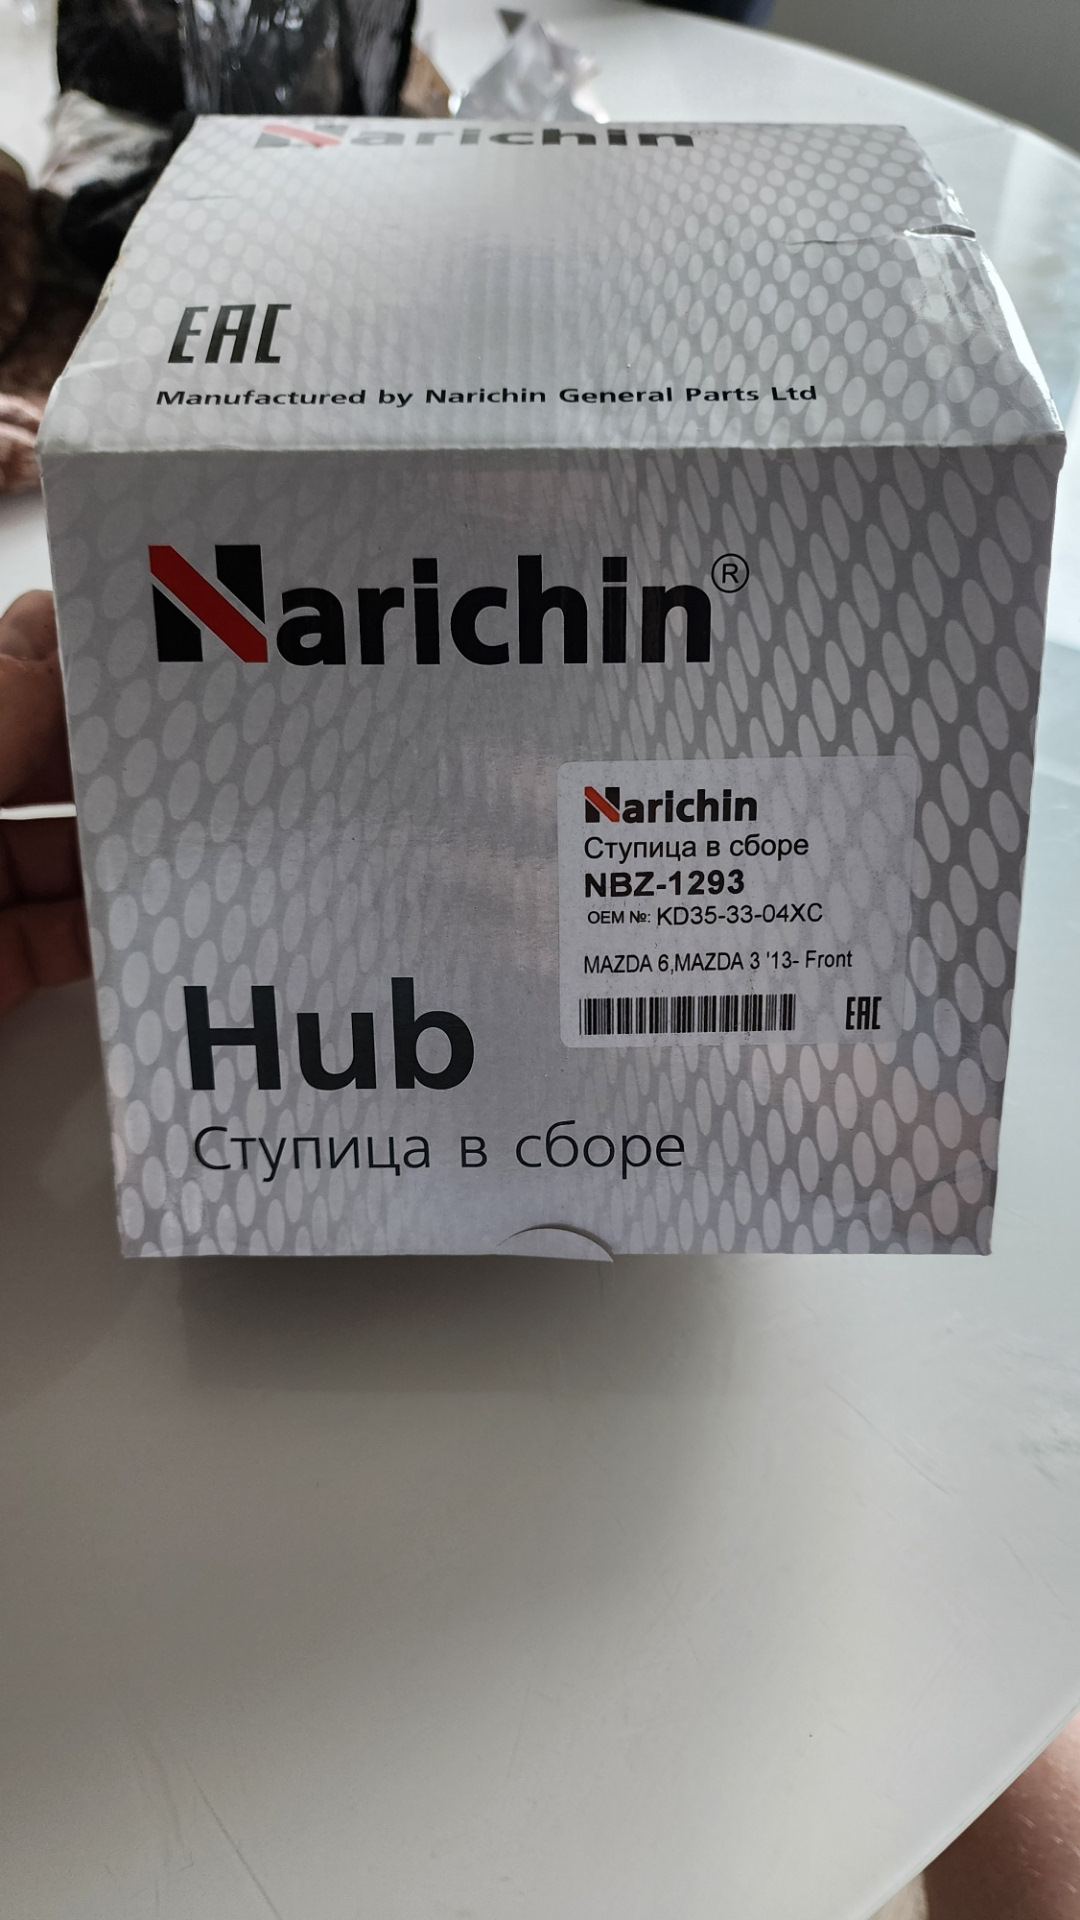 Narichin
EAC
Manufactured by Narichin General Parts Ltd
Narichin®
Narichin
Ступица в сборе
NBZ-1293
OEM №: KD35-33-04XC
MAZDA 6,MAZDA 3 '13- Front
EAC
Hub
Ступица в сборе